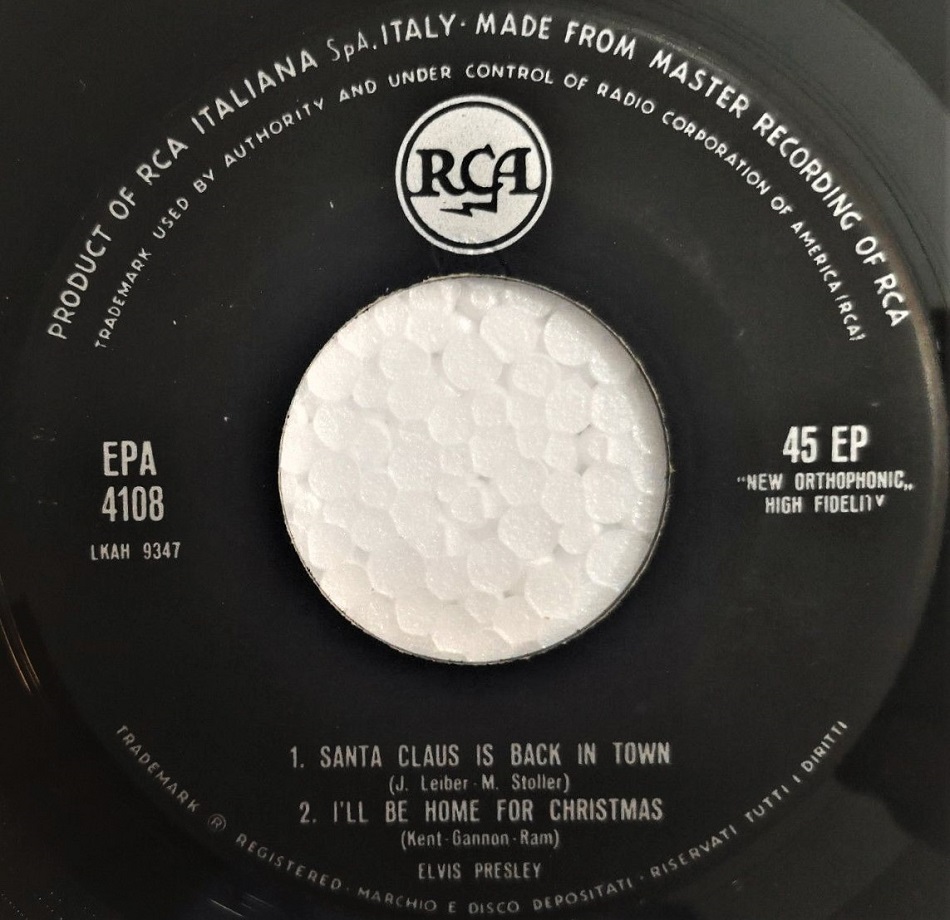 PRODUCT OF RCA ITALIANA SpA. ITALY · MADE FROM MASTER RECORDING OF RCA
TRADEMARK USED BY AUTHORITY AND UNDER CONTROL OF RADIO CORPORATION OF AMERICA (RCA)
RCA
EPA
4108
LKAH 9347
45 EP
"NEW ORTHOPHONIC„
HIGH FIDELITY
1. SANTA CLAUS IS BACK IN TOWN
(J. Leiber - M. Stoller)
2. I'LL BE HOME FOR CHRISTMAS
(Kent - Gannon - Ram)
ELVIS PRESLEY
TRADEMARK ® REGISTERED · MARCHIO E DISCO DEPOSITATI · RISERVATI TUTTI I DIRITTI